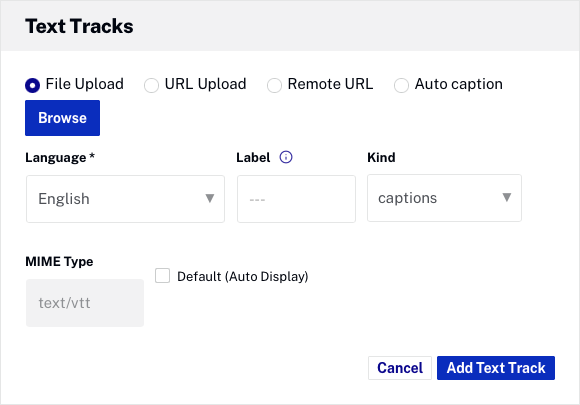 Text Tracks
File Upload URL Upload Remote URL Auto caption
Browse
Language * Label Kind
English --- captions
MIME Type
Default (Auto Display)
text/vtt
Cancel Add Text Track